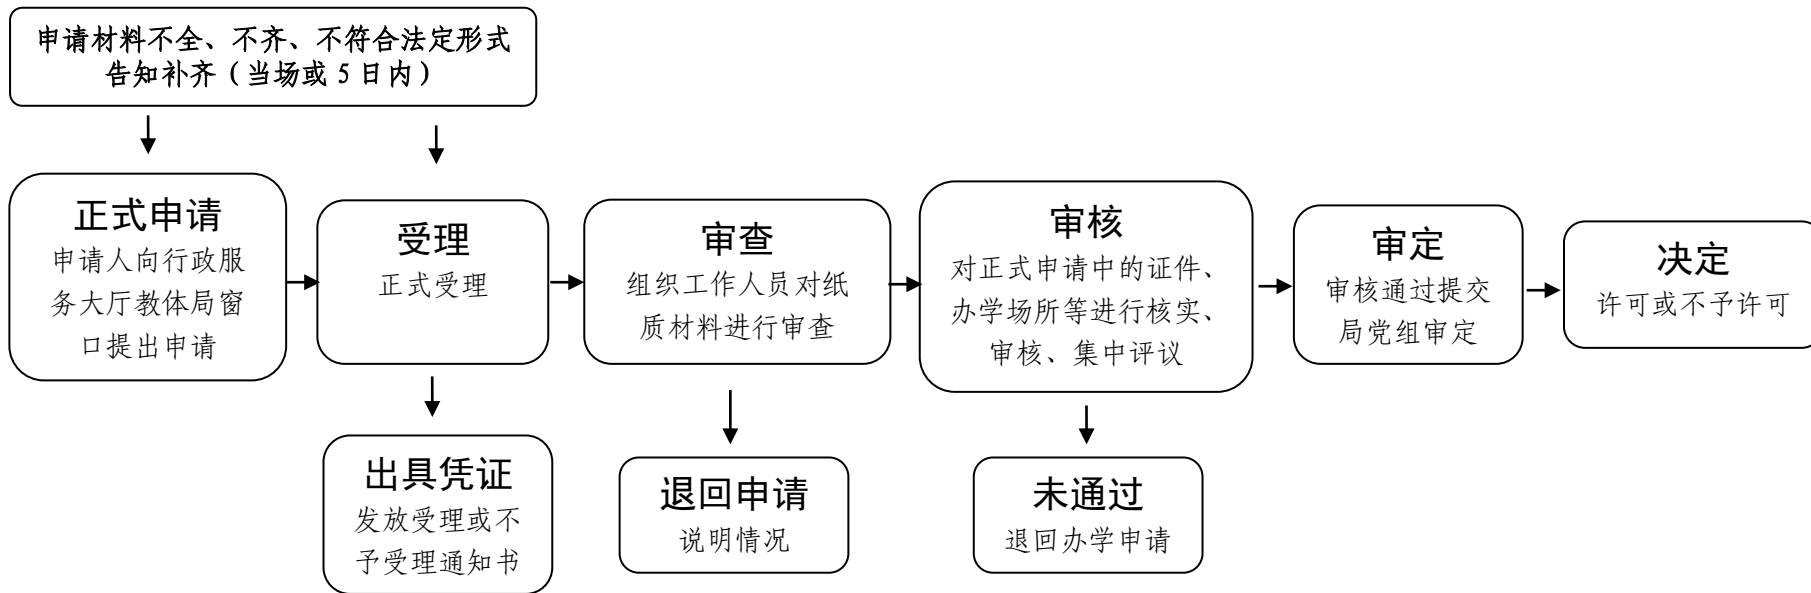 申请材料不全、不齐、不符合法定形式
告知补齐（当场或 5 日内）
正式申请
申请人向行政服
务大厅教体局窗
口提出申请
受理
正式受理
审查
组织工作人员对纸
质材料进行审查
审核
对正式申请中的证件、
办学场所等进行核实、
审核、集中评议
审定
审核通过提交
局党组审定
决定
许可或不予许可
出具凭证
发放受理或不
予受理通知书
退回申请
说明情况
未通过
退回办学申请